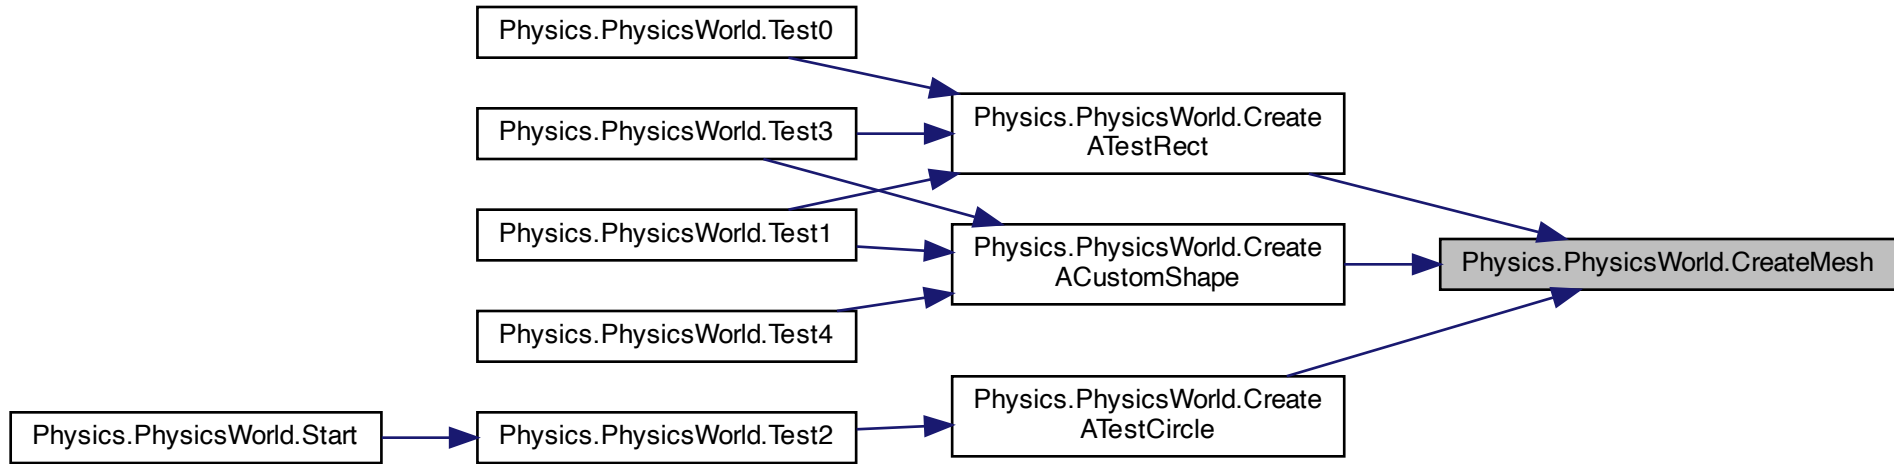 Physics.PhysicsWorld.Test0
Physics.PhysicsWorld.Test3
Physics.PhysicsWorld.Test1
Physics.PhysicsWorld.Test4
Physics.PhysicsWorld.Start
Physics.PhysicsWorld.Test2
Physics.PhysicsWorld.Create
ATestRect
Physics.PhysicsWorld.Create
ACustomShape
Physics.PhysicsWorld.Create
ATestCircle
Physics.PhysicsWorld.CreateMesh